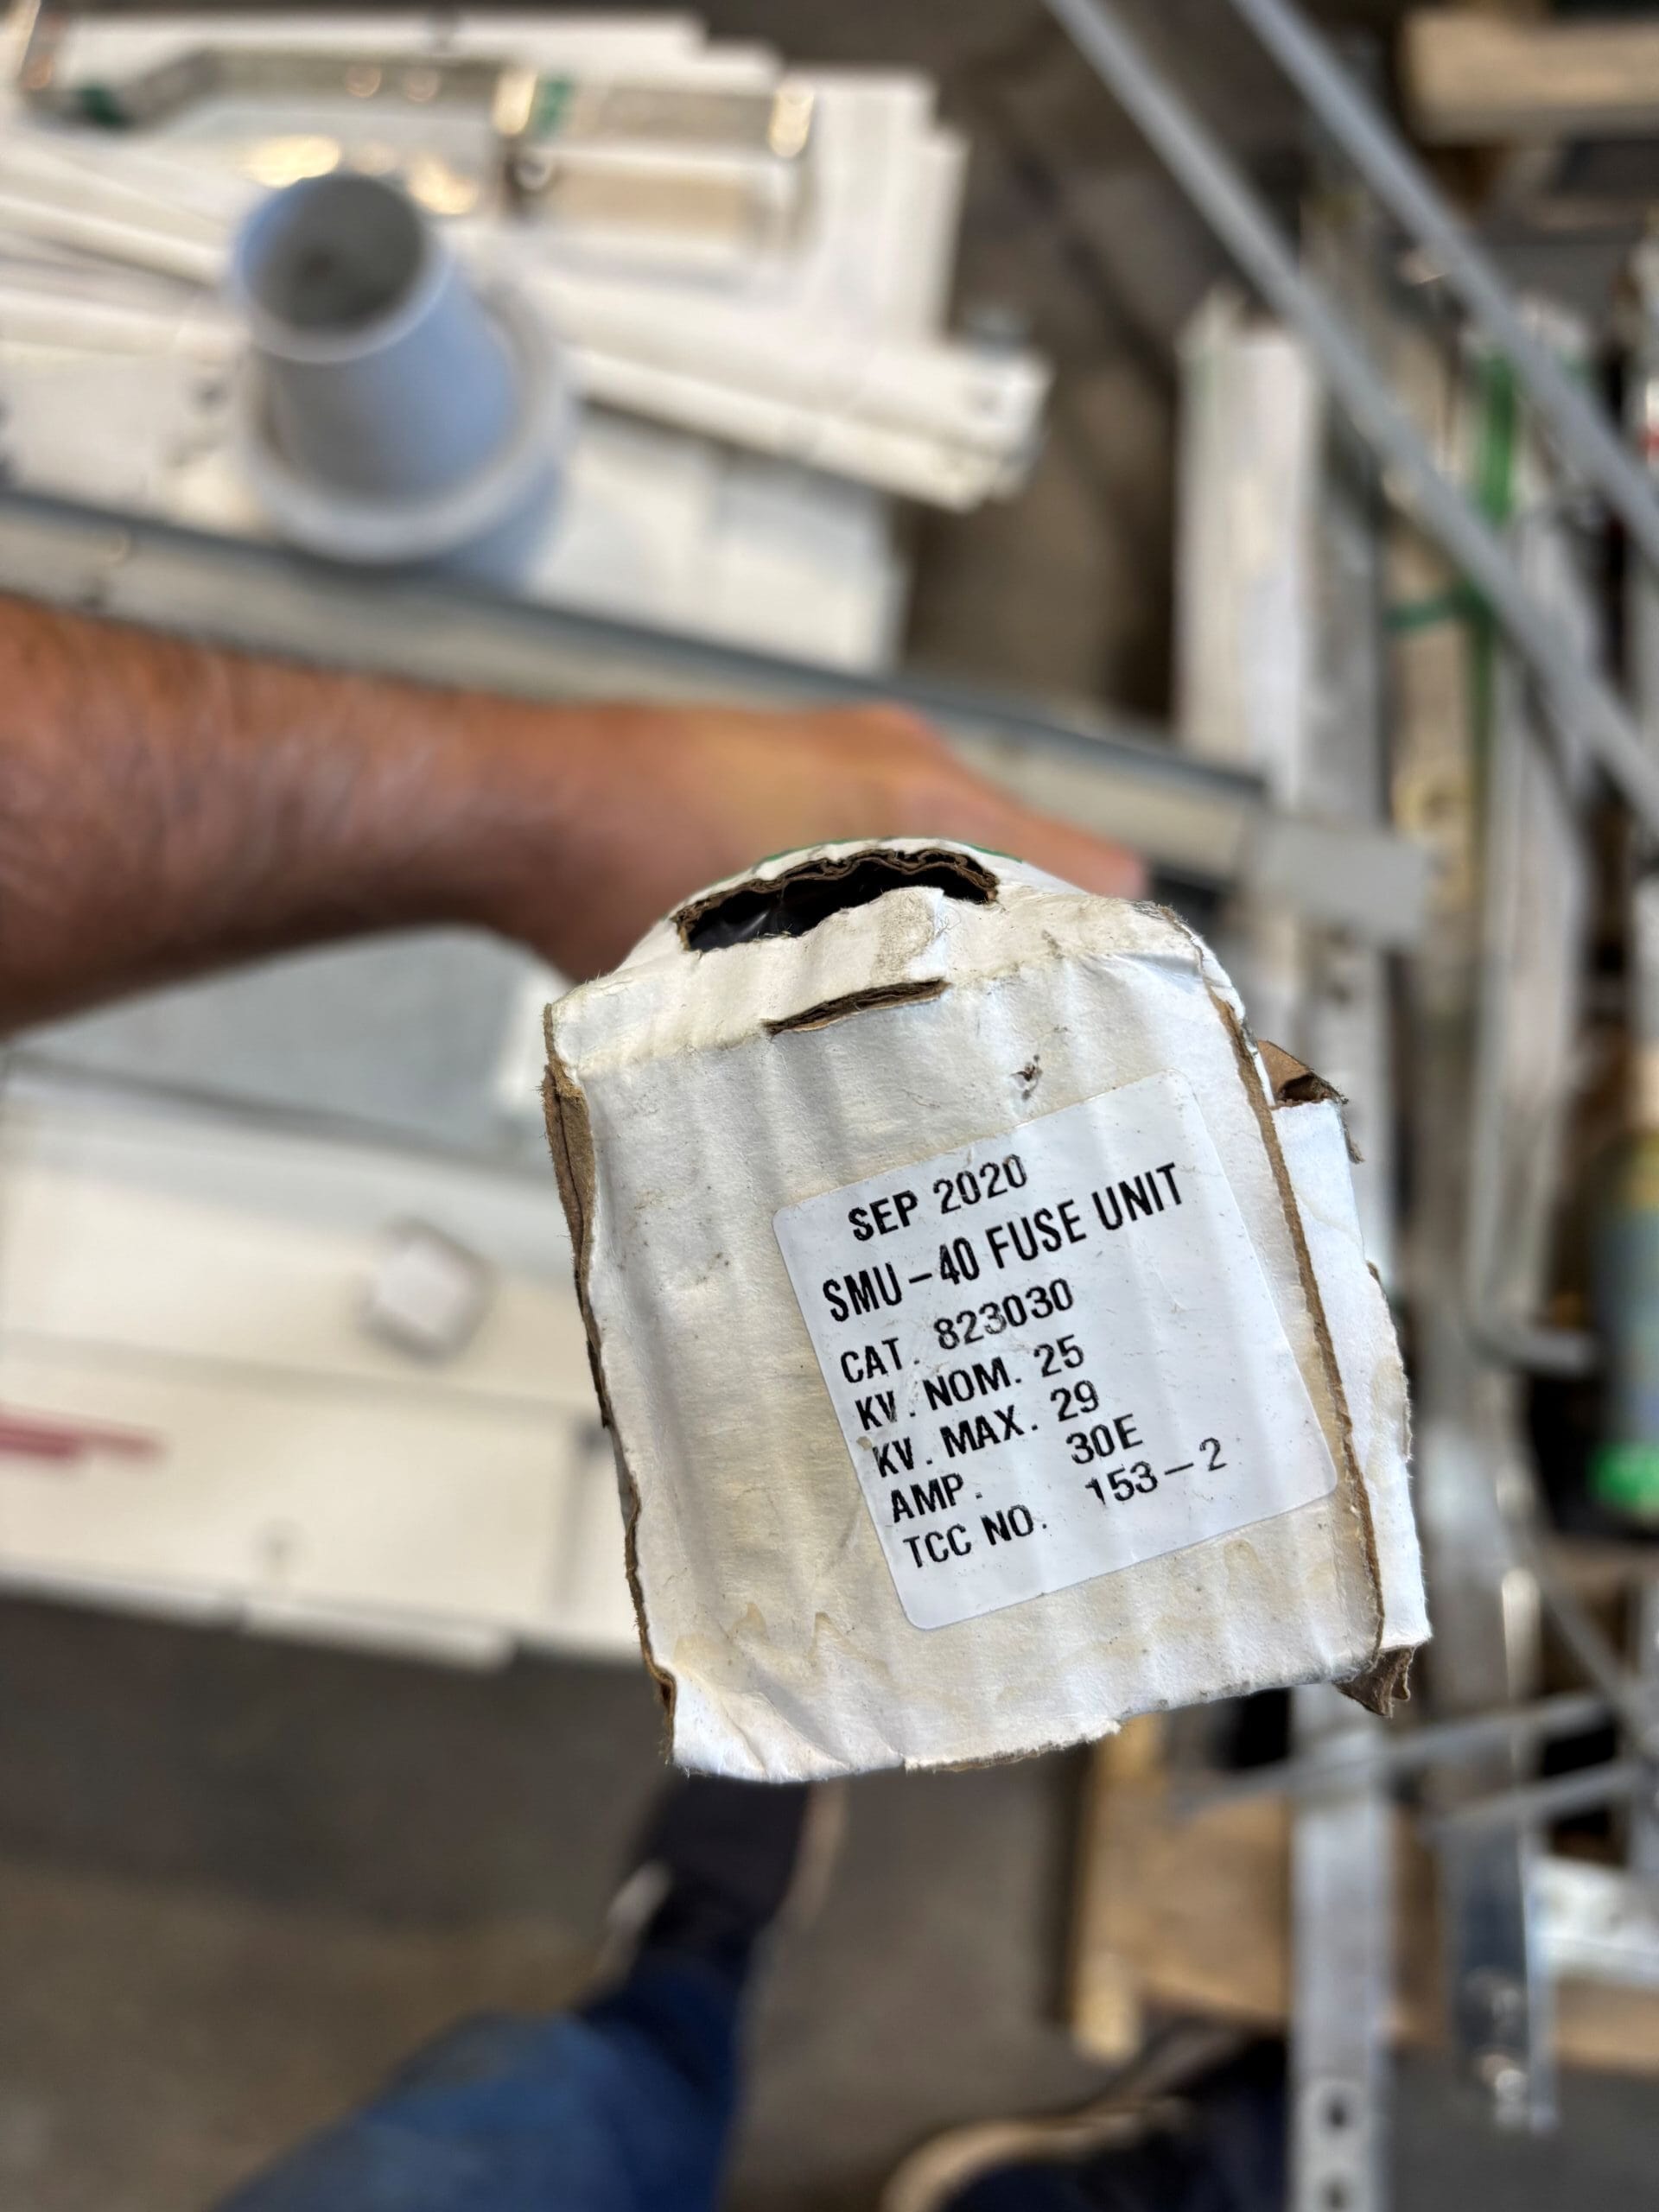 SEP 2020
SMU-40 FUSE UNIT
CAT. 823030
KV. NOM. 25
KV. MAX. 29
AMP. 30E
TCC NO. 153-2